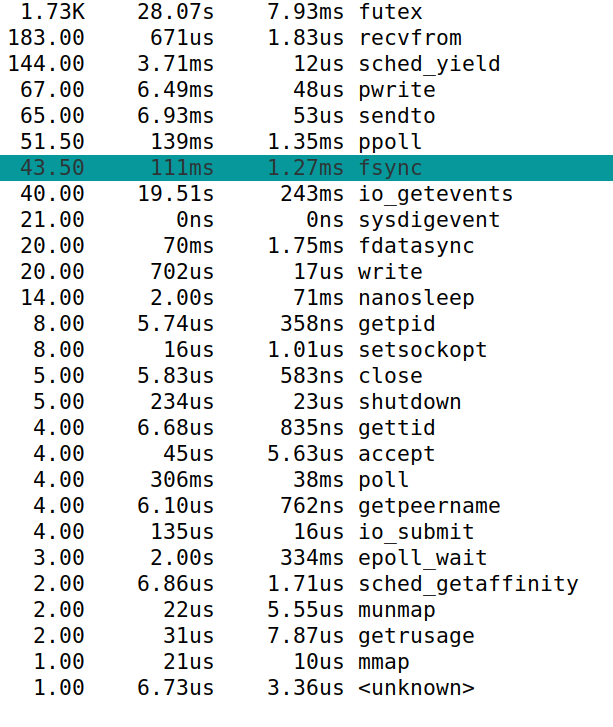 1.73K 28.07s 7.93ms futex
183.00 671us 1.83us recvfrom
144.00 3.71ms 12us sched_yield
67.00 6.49ms 48us pwrite
65.00 6.93ms 53us sendto
51.50 139ms 1.35ms ppoll
43.50 111ms 1.27ms fsync
40.00 19.51s 243ms io_getevents
21.00 0ns 0ns sysdigevent
20.00 70ms 1.75ms fdatasync
20.00 702us 17us write
14.00 2.00s 71ms nanosleep
8.00 5.74us 358ns getpid
8.00 16us 1.01us setsockopt
5.00 5.83us 583ns close
5.00 234us 23us shutdown
4.00 6.68us 835ns gettid
4.00 45us 5.63us accept
4.00 306ms 38ms poll
4.00 6.10us 762ns getpeername
4.00 135us 16us io_submit
3.00 2.00s 334ms epoll_wait
2.00 6.86us 1.71us sched_getaffinity
2.00 22us 5.55us munmap
2.00 31us 7.87us getrusage
1.00 21us 10us mmap
1.00 6.73us 3.36us <unknown>